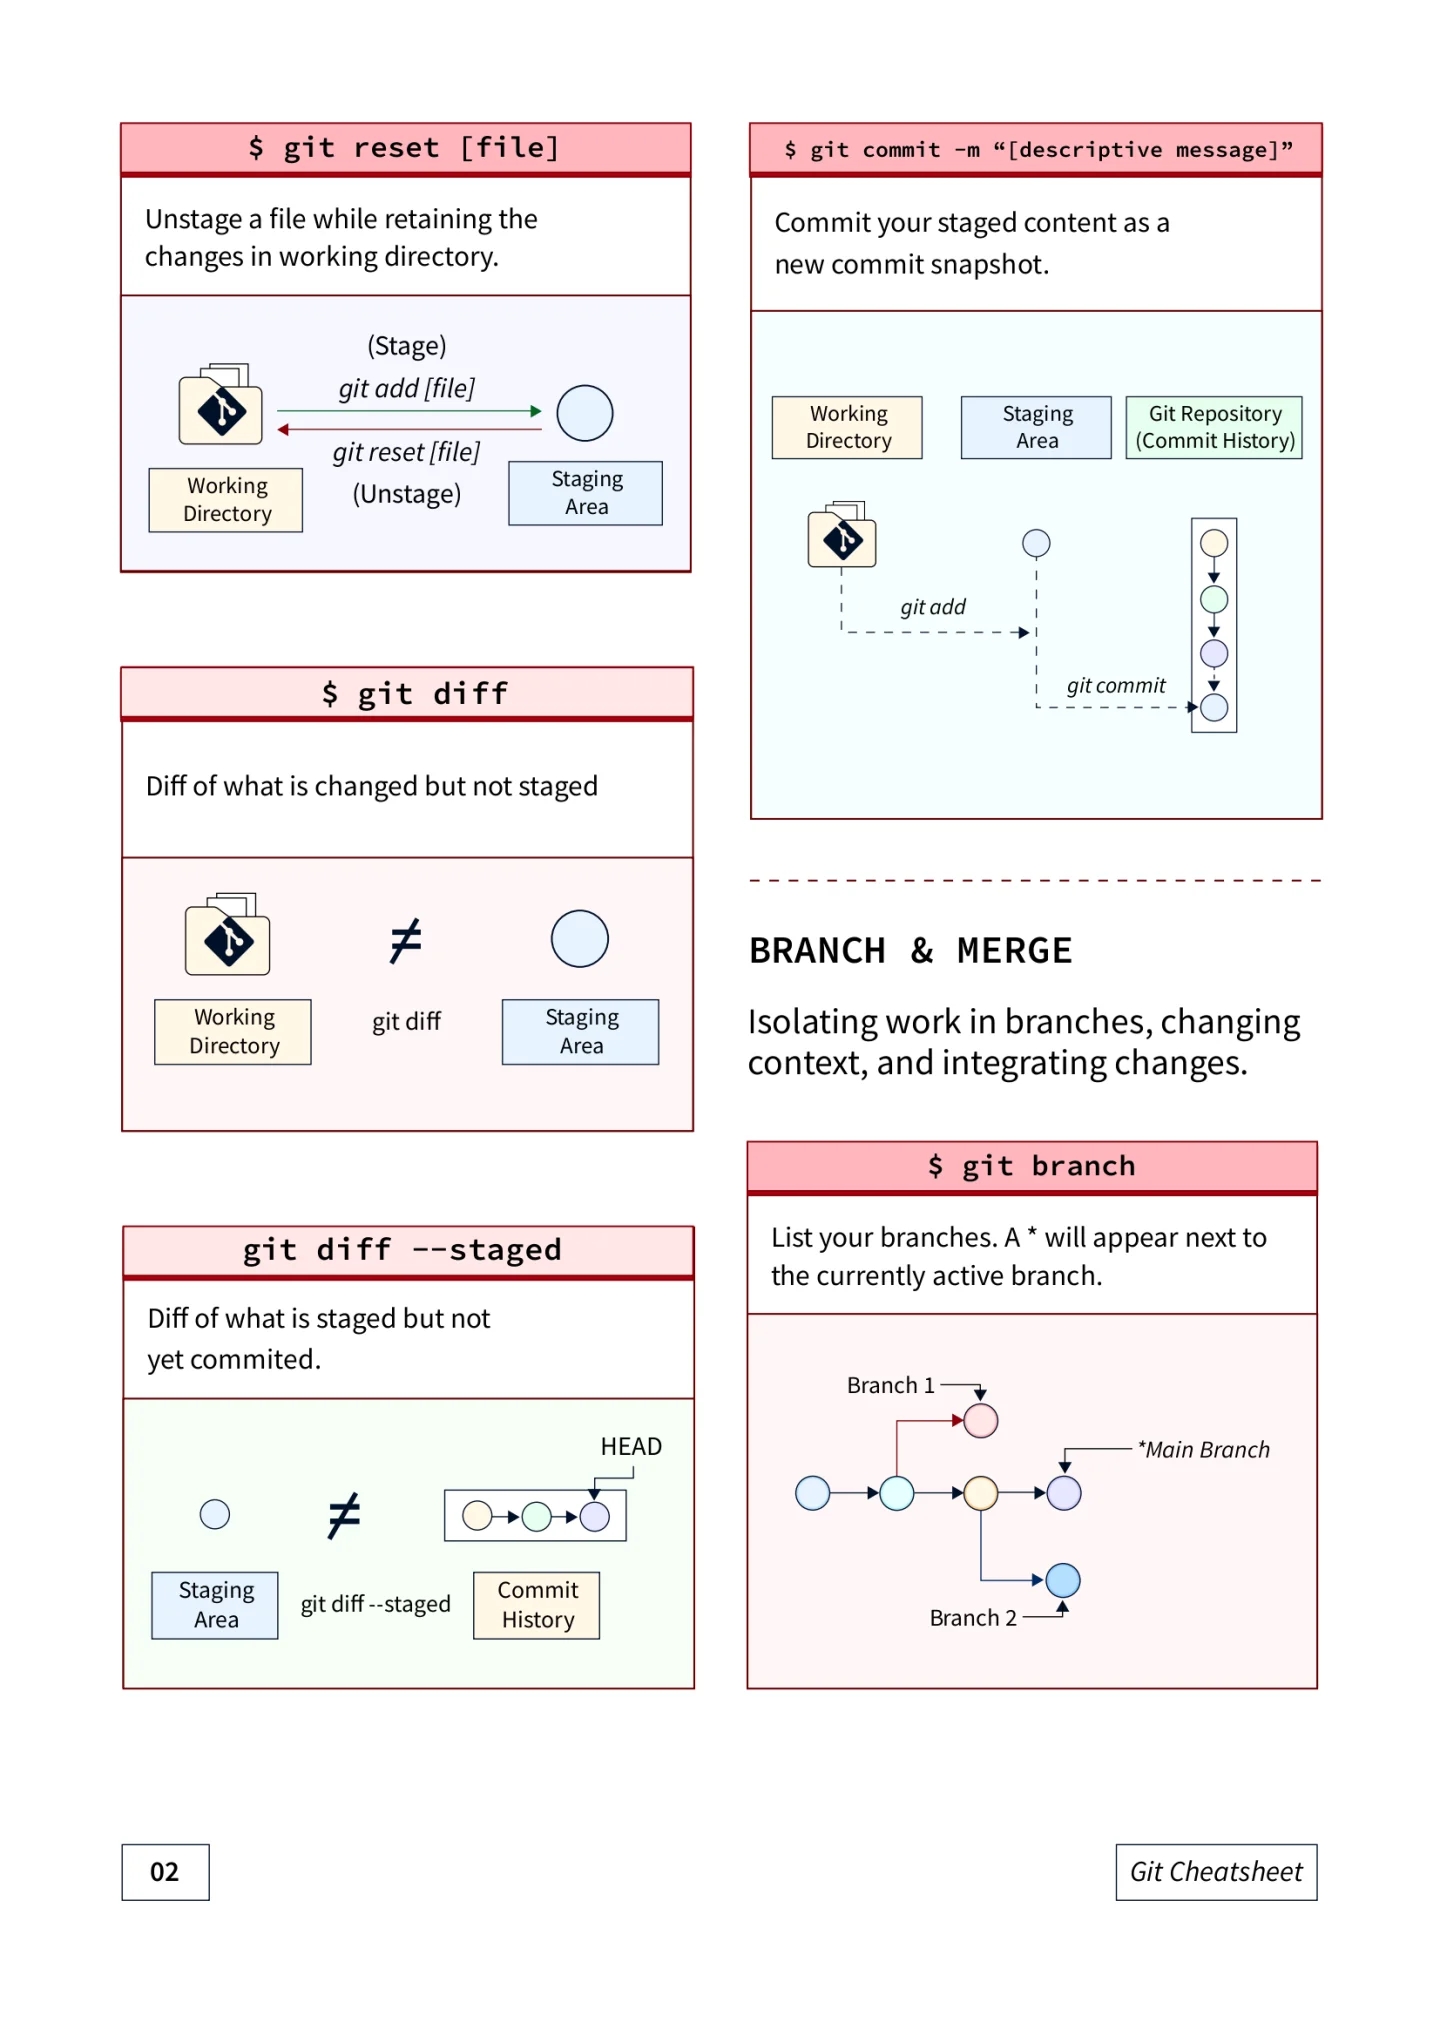 $ git reset [file]
Unstage a file while retaining the
changes in working directory.
(Stage)
git add [file]
git reset [file]
(Unstage)
Working
Directory
Staging
Area
$ git diff
Diff of what is changed but not staged
≠
Working
Directory
git diff
Staging
Area
git diff --staged
Diff of what is staged but not
yet commited.
HEAD
≠
Staging
Area
git diff --staged
Commit
History
$ git commit -m “[descriptive message]”
Commit your staged content as a
new commit snapshot.
Working
Directory
Staging
Area
Git Repository
(Commit History)
git add
git commit
BRANCH & MERGE
Isolating work in branches, changing
context, and integrating changes.
$ git branch
List your branches. A * will appear next to
the currently active branch.
Branch 1
*Main Branch
Branch 2
02
Git Cheatsheet